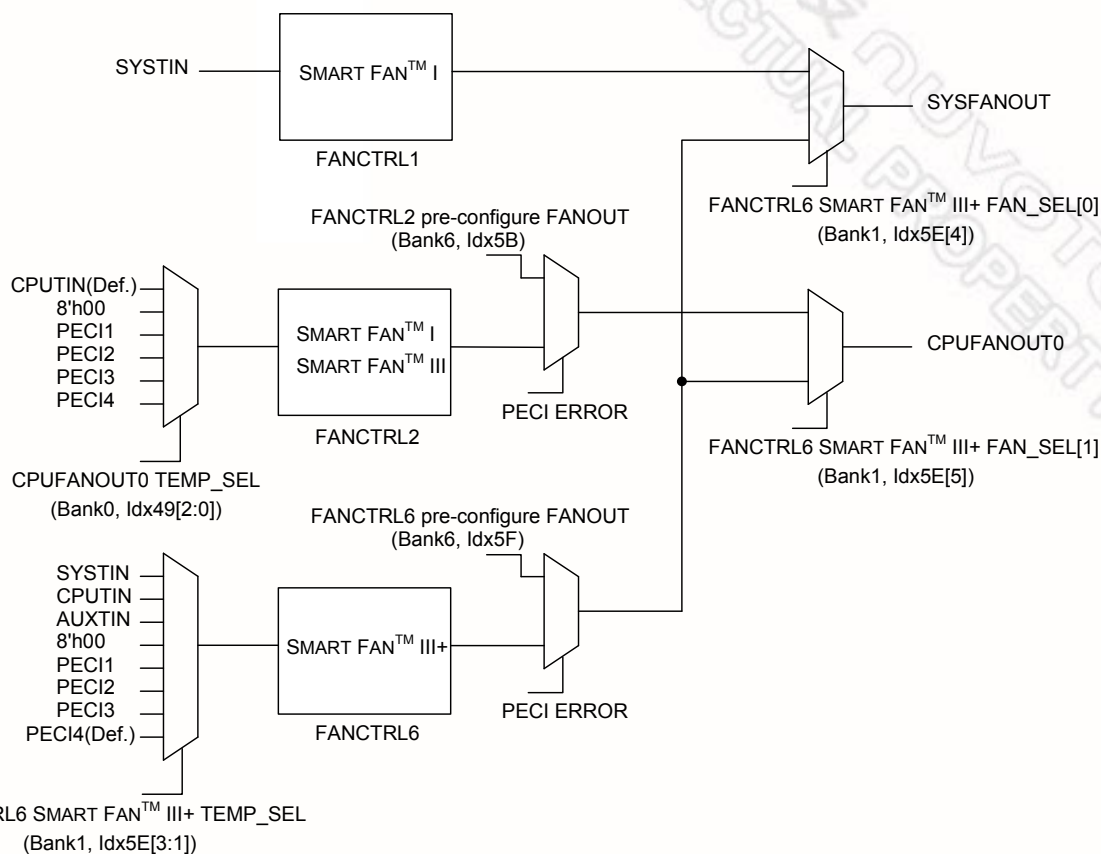 SYSTIN
SMART FAN™ I
FANCTRL1
SYSFANOUT
FANCTRL6 SMART FAN™ III+ FAN_SEL[0]
(Bank1, Idx5E[4])
FANCTRL2 pre-configure FANOUT
(Bank6, Idx5B)
CPUTIN(Def.)
8'h00
PECI1
PECI2
PECI3
PECI4
CPUFANOUT0 TEMP_SEL
(Bank0, Idx49[2:0])
SMART FAN™ I
SMART FAN™ III
FANCTRL2
PECI ERROR
CPUFANOUT0
FANCTRL6 SMART FAN™ III+ FAN_SEL[1]
(Bank1, Idx5E[5])
FANCTRL6 pre-configure FANOUT
(Bank6, Idx5F)
SYSTIN
CPUTIN
AUXTIN
8'h00
PECI1
PECI2
PECI3
PECI4(Def.)
SMART FAN™ III+
FANCTRL6
PECI ERROR
RL6 SMART FAN™ III+ TEMP_SEL
(Bank1, Idx5E[3:1])